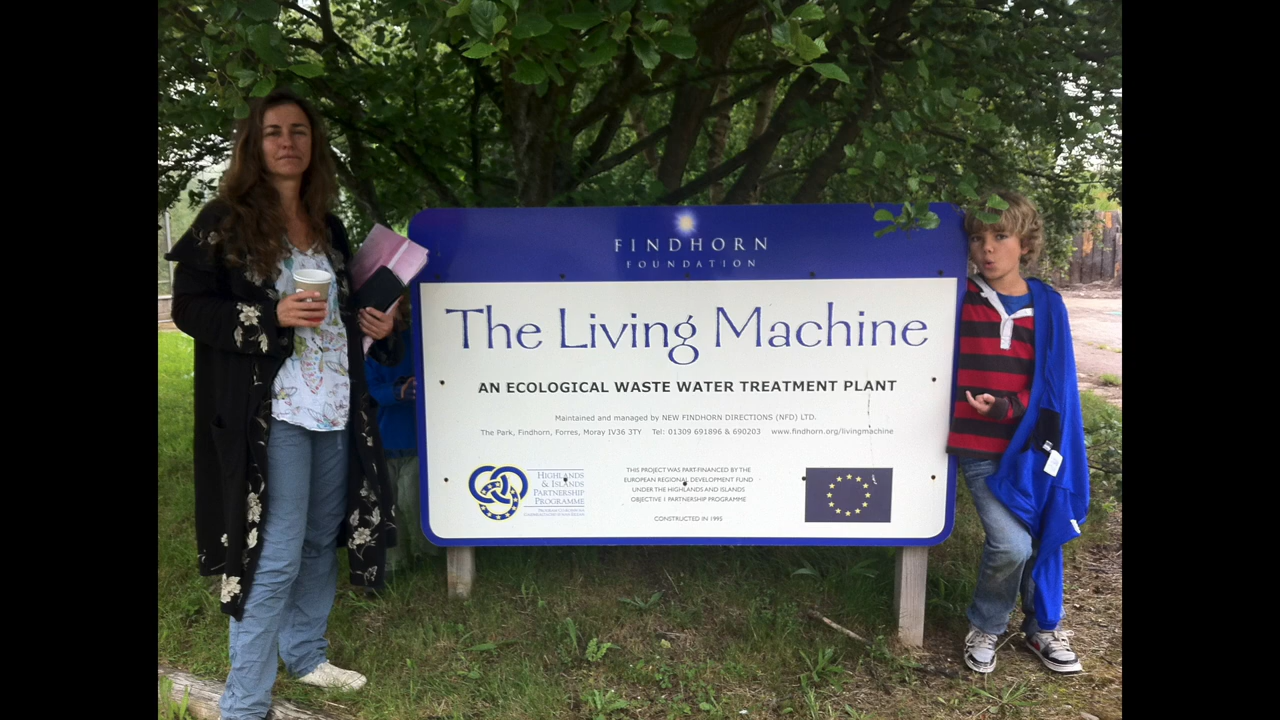 FINDHORN
FOUNDATION
The Living Machine
AN ECOLOGICAL WASTE WATER TREATMENT PLANT
Maintained and managed by NEW FINDHORN DIRECTIONS (NFD) LTD.
The Park, Findhorn, Forres, Moray IV36 3TY Tel: 01309 691896 & 690203 www.findhorn.org/livingmachine
HIGHLANDS
& ISLANDS
PARTNERSHIP
PROGRAMME
THIS PROJECT WAS PART-FINANCED BY THE
EUROPEAN REGIONAL DEVELOPMENT FUND
UNDER THE HIGHLANDS AND ISLANDS
OBJECTIVE 1 PARTNERSHIP PROGRAMME
CONSTRUCTED IN 1995